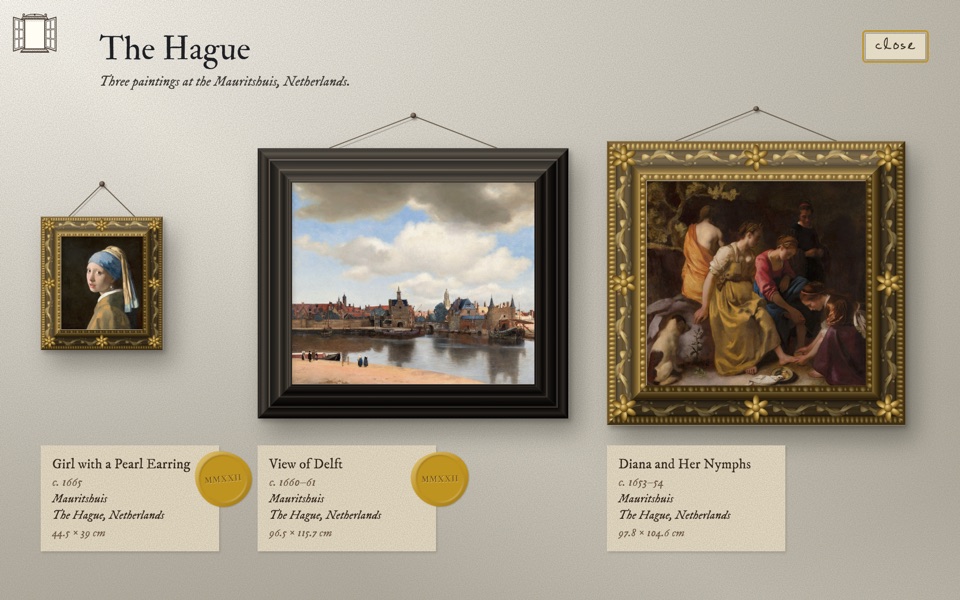 The Hague
Three paintings at the Mauritshuis, Netherlands.
close
Girl with a Pearl Earring
c. 1665
Mauritshuis
The Hague, Netherlands
44.5 × 39 cm
MMXXII
View of Delft
c. 1660–61
Mauritshuis
The Hague, Netherlands
96.5 × 115.7 cm
MMXXII
Diana and Her Nymphs
c. 1653–54
Mauritshuis
The Hague, Netherlands
97.8 × 104.6 cm